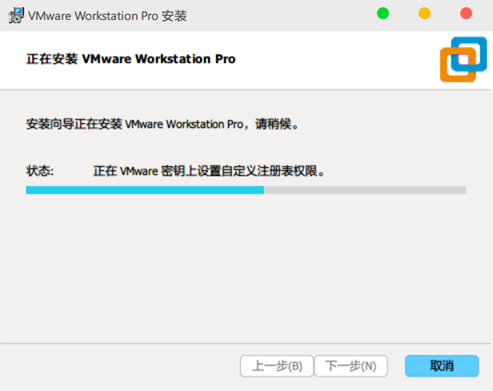 VMware Workstation Pro 安装
正在安装 VMware Workstation Pro
安装向导正在安装 VMware Workstation Pro，请稍候。
状态: 正在 VMware 密钥上设置自定义注册表权限。
上一步(B) 下一步(N) 取消